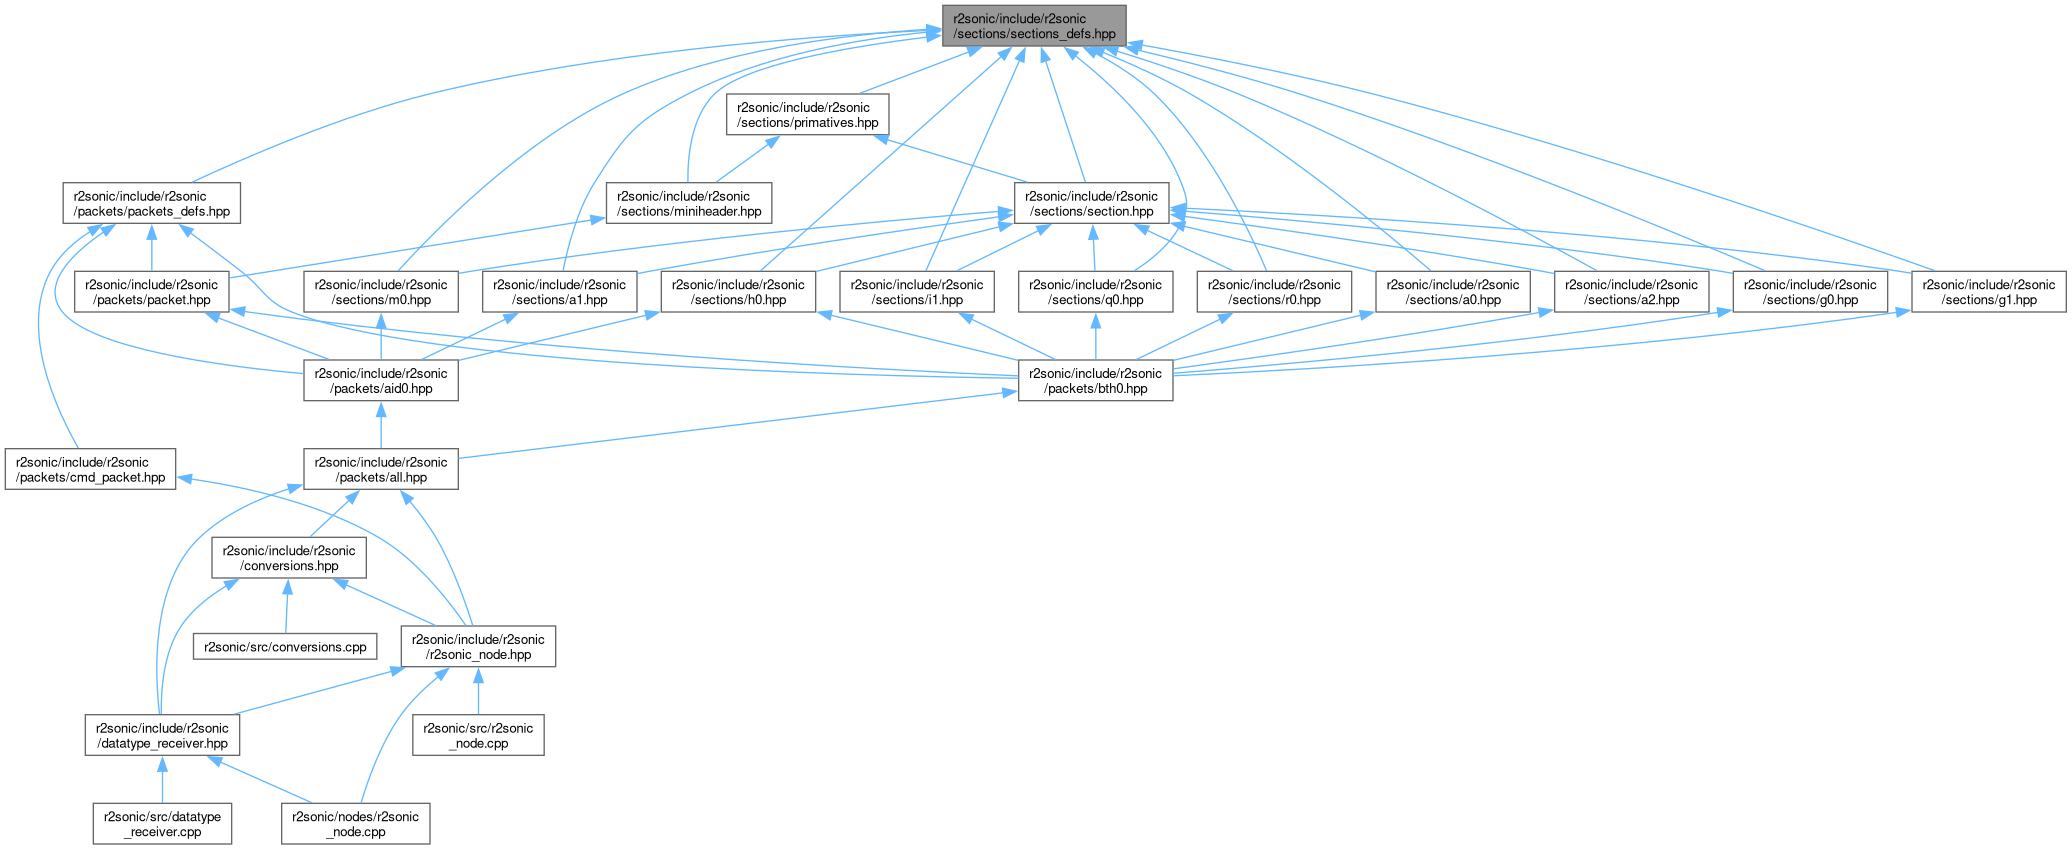 r2sonic/include/r2sonic
/sections/sections_defs.hpp
r2sonic/include/r2sonic
/sections/primatives.hpp
r2sonic/include/r2sonic
/packets/packets_defs.hpp
r2sonic/include/r2sonic
/sections/miniheader.hpp
r2sonic/include/r2sonic
/sections/section.hpp
r2sonic/include/r2sonic
/packets/packet.hpp
r2sonic/include/r2sonic
/sections/m0.hpp
r2sonic/include/r2sonic
/sections/a1.hpp
r2sonic/include/r2sonic
/sections/h0.hpp
r2sonic/include/r2sonic
/sections/i1.hpp
r2sonic/include/r2sonic
/sections/q0.hpp
r2sonic/include/r2sonic
/sections/r0.hpp
r2sonic/include/r2sonic
/sections/a0.hpp
r2sonic/include/r2sonic
/sections/a2.hpp
r2sonic/include/r2sonic
/sections/g0.hpp
r2sonic/include/r2sonic
/sections/g1.hpp
r2sonic/include/r2sonic
/packets/aid0.hpp
r2sonic/include/r2sonic
/packets/bth0.hpp
r2sonic/include/r2sonic
/packets/cmd_packet.hpp
r2sonic/include/r2sonic
/packets/all.hpp
r2sonic/include/r2sonic
/conversions.hpp
r2sonic/src/conversions.cpp
r2sonic/include/r2sonic
/r2sonic_node.hpp
r2sonic/include/r2sonic
/datatype_receiver.hpp
r2sonic/src/r2sonic
_node.cpp
r2sonic/src/datatype
_receiver.cpp
r2sonic/nodes/r2sonic
_node.cpp